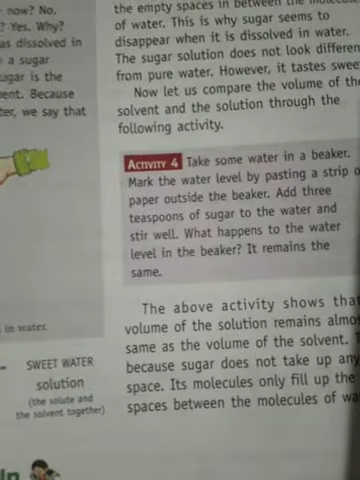 now? No.
? Yes. Why?
as dissolved in
a sugar
ugar is the
ent. Because
ter, we say that
in water
= SWEET WATER
solution
(the solute and
the solvent together)
the empty spaces in between the
of water. This is why sugar seems to
disappear when it is dissolved in water.
The sugar solution does not look differen
from pure water. However, it tastes swee
Now let us compare the volume of the
solvent and the solution through the
following activity.
ACTIVITY 4 Take some water in a beaker.
Mark the water level by pasting a strip o
paper outside the beaker. Add three
teaspoons of sugar to the water and
stir well. What happens to the water
level in the beaker? It remains the
same.
The above activity shows tha
volume of the solution remains almos
same as the volume of the solvent. T
because sugar does not take up any
space. Its molecules only fill up the
spaces between the molecules of wa